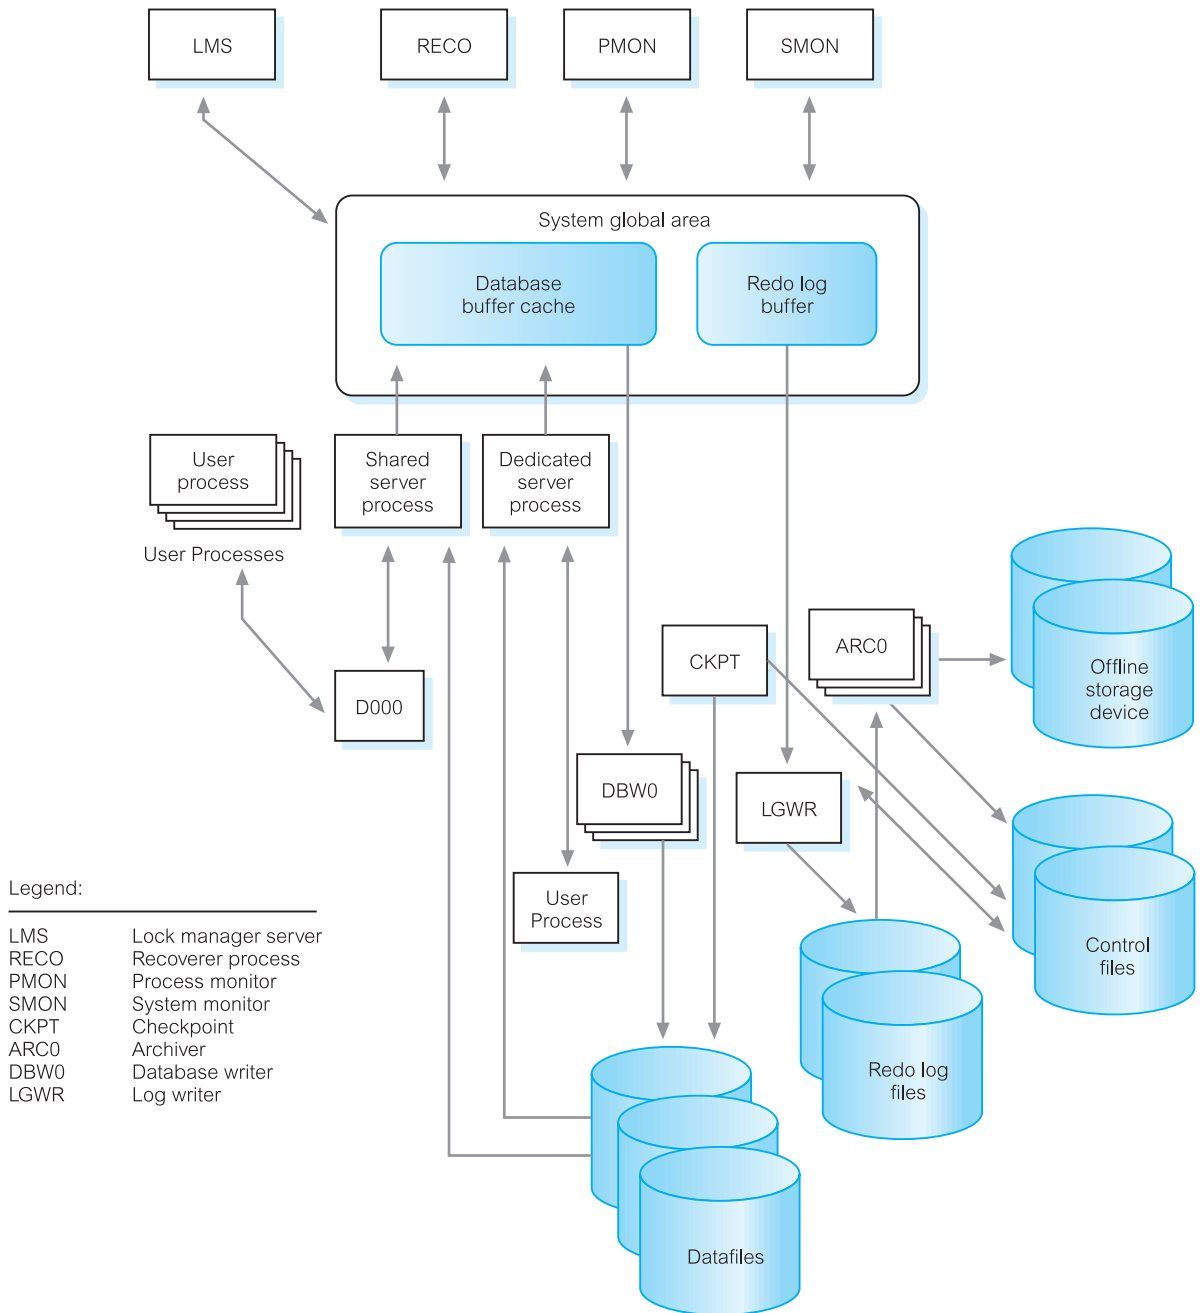 LMS
RECO
PMON
SMON
System global area
Database
buffer cache
Redo log
buffer
User
process
User Processes
Shared
server
process
Dedicated
server
process
D000
CKPT
ARC0
Offline
storage
device
DBW0
LGWR
User
Process
Control
files
Redo log
files
Datafiles
Legend:
LMS Lock manager server
RECO Recoverer process
PMON Process monitor
SMON System monitor
CKPT Checkpoint
ARC0 Archiver
DBW0 Database writer
LGWR Log writer